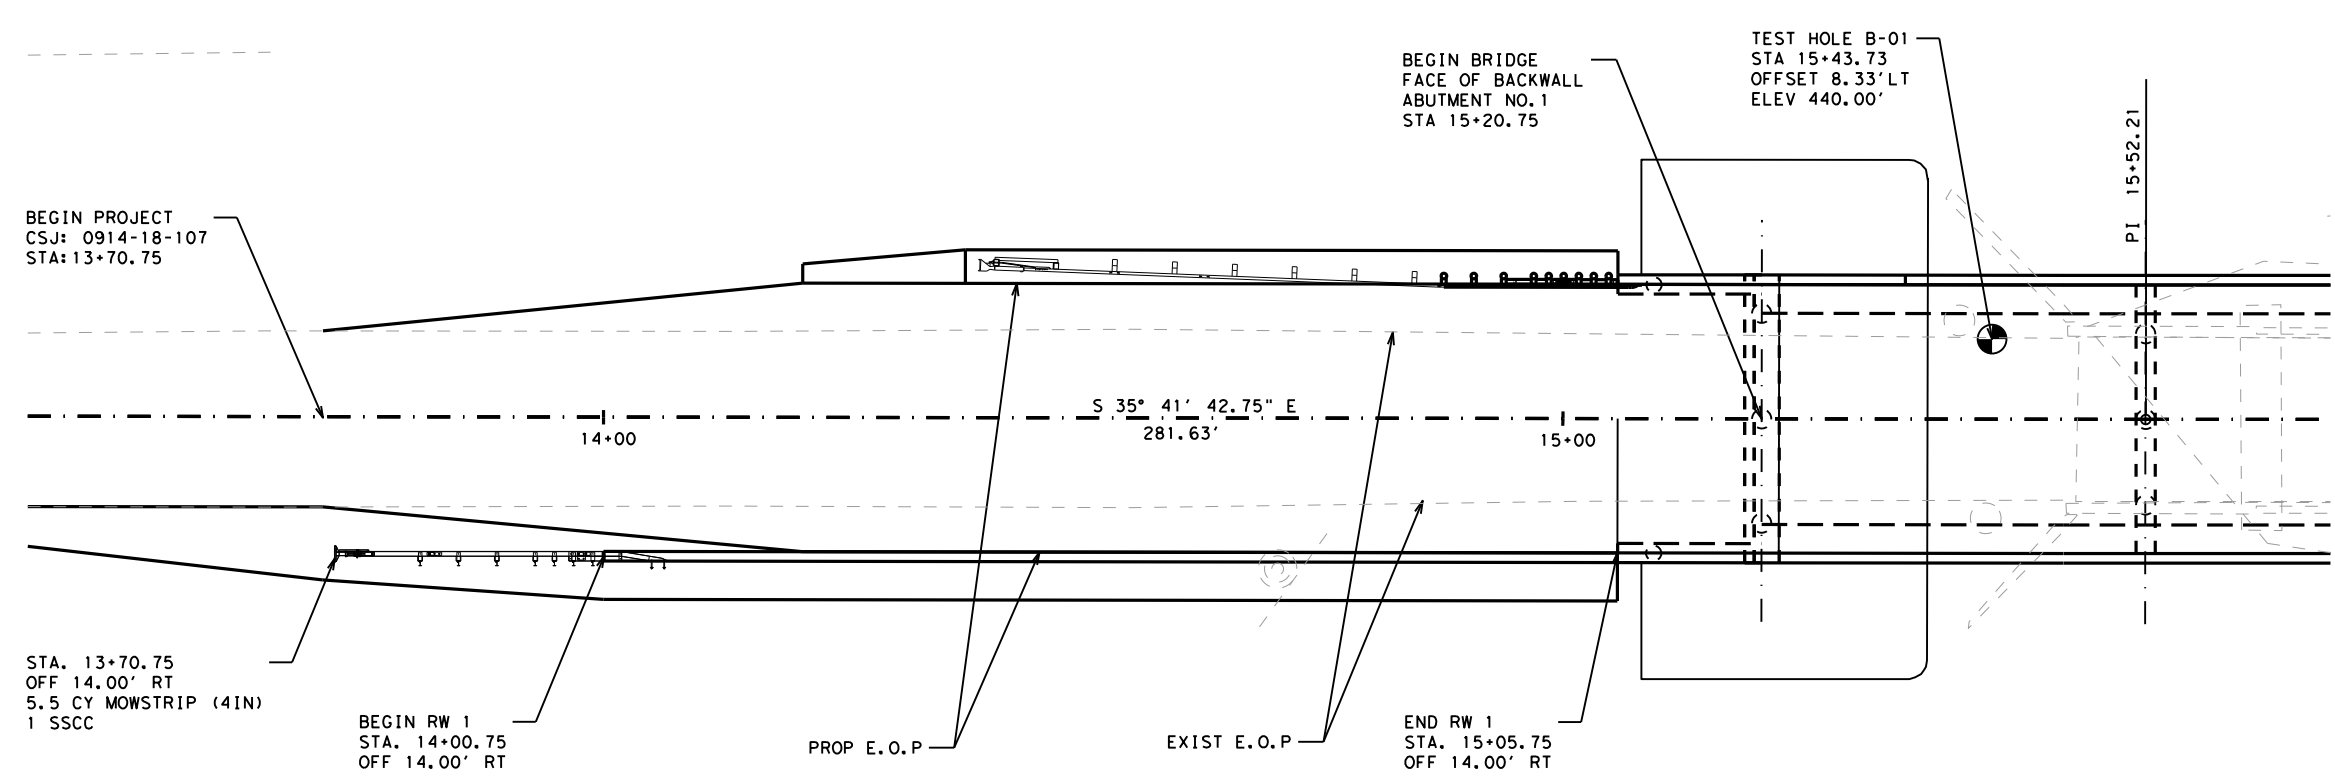 TEST HOLE B-01
STA 15+43.73
OFFSET 8.33'LT
ELEV 440.00'
BEGIN BRIDGE
FACE OF BACKWALL
ABUTMENT NO.1
STA 15+20.75
PI 15+52.21
BEGIN PROJECT
CSJ: 0914-18-107
STA:13+70.75
S 35° 41' 42.75" E
281.63'
14+00
15+00
STA. 13+70.75
OFF 14.00' RT
5.5 CY MOWSTRIP (4IN)
1 SSCC
BEGIN RW 1
STA. 14+00.75
OFF 14.00' RT
PROP E.O.P
EXIST E.O.P
END RW 1
STA. 15+05.75
OFF 14.00' RT